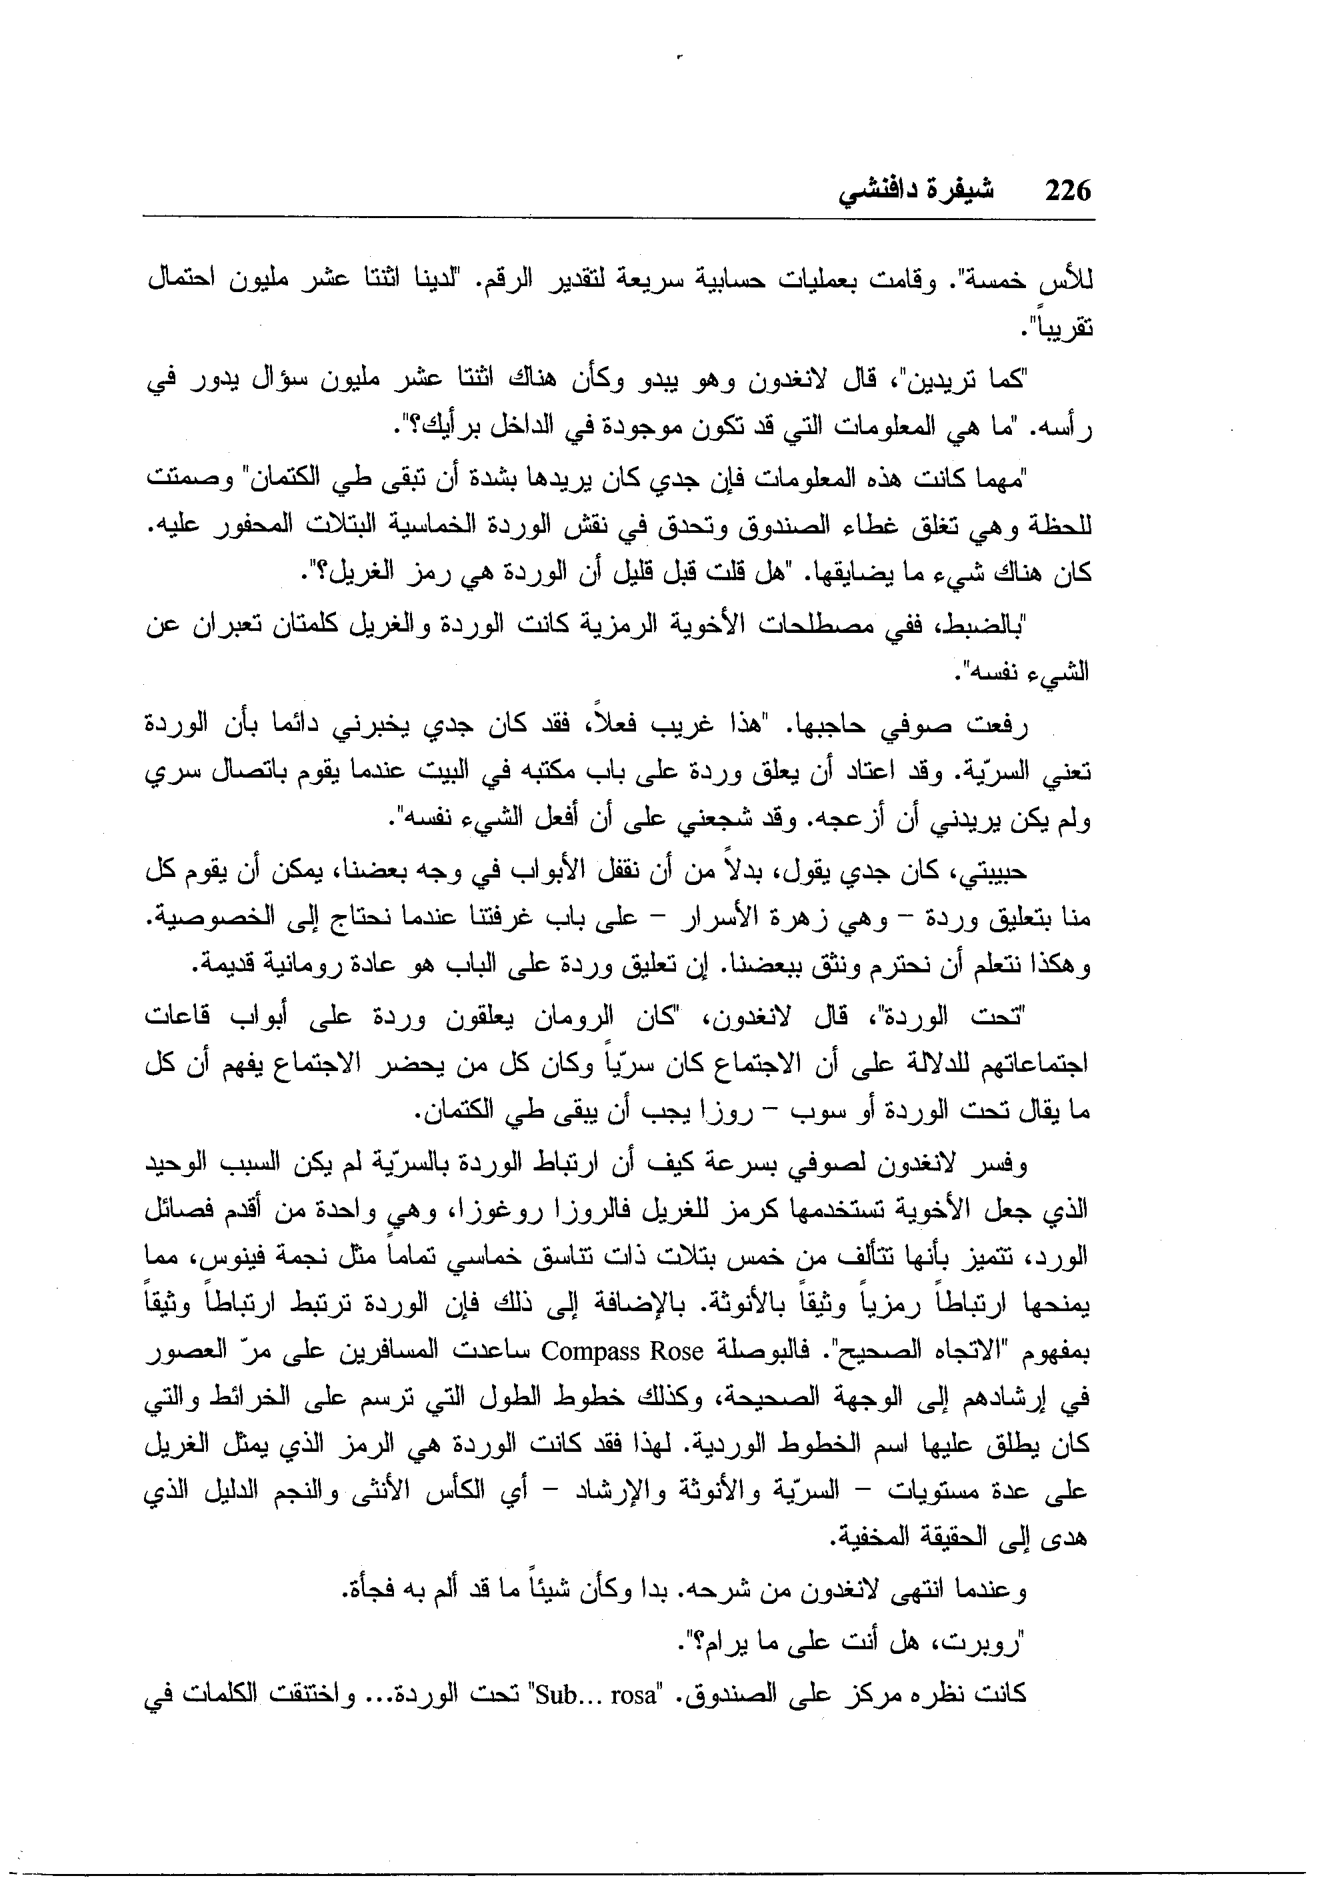 226 شيفرة دافنشي
للأس خمسة". وقامت بعمليات حسابية سريعة لتقدير الرقم. "لدينا اثنتا عشر مليون احتمال
تقريباً".
"كما تريدين"، قال لانغدون وهو يبدو وكأن هناك اثنتا عشر مليون سؤال يدور في
رأسه. "ما هي المعلومات التي قد تكون موجودة في الداخل برأيك؟".
"مهما كانت هذه المعلومات فإن جدي كان يريدها بشدة أن تبقى طي الكتمان" وصمتت
للحظة وهي تغلق غطاء الصندوق وتحدق في نقش الوردة الخماسية البتلات المحفور عليه.
كان هناك شيء ما يضايقها. "هل قلت قبل قليل أن الوردة هي رمز الغريل؟".
"بالضبط، ففي مصطلحات الأخوية الرمزية كانت الوردة والغريل كلمتان تعبران عن
الشيء نفسه".
رفعت صوفي حاجبها. "هذا غريب فعلاً، فقد كان جدي يخبرني دائما بأن الوردة
تعني السرّية. وقد اعتاد أن يعلق وردة على باب مكتبه في البيت عندما يقوم باتصال سري
ولم يكن يريدني أن أزعجه. وقد شجعني على أن أفعل الشيء نفسه".
حبيبتي، كان جدي يقول، بدلاً من أن نقفل الأبواب في وجه بعضنا، يمكن أن يقوم كل
منا بتعليق وردة – وهي زهرة الأسرار – على باب غرفتنا عندما نحتاج إلى الخصوصية.
وهكذا نتعلم أن نحترم ونثق ببعضنا. إن تعليق وردة على الباب هو عادة رومانية قديمة.
"تحت الوردة"، قال لانغدون، "كان الرومان يعلقون وردة على أبواب قاعات
اجتماعاتهم للدلالة على أن الاجتماع كان سرّياً وكان كل من يحضر الاجتماع يفهم أن كل
ما يقال تحت الوردة أو سوب – روزا يجب أن يبقى طي الكتمان.
وفسر لانغدون لصوفي بسرعة كيف أن ارتباط الوردة بالسرّية لم يكن السبب الوحيد
الذي جعل الأخوية تستخدمها كرمز للغريل فالروزا روغوزا، وهي واحدة من أقدم فصائل
الورد، تتميز بأنها تتألف من خمس بتلات ذات تناسق خماسي تماماً مثل نجمة فينوس، مما
يمنحها ارتباطاً رمزياً وثيقاً بالأنوثة. بالإضافة إلى ذلك فإن الوردة ترتبط ارتباطاً وثيقاً
بمفهوم "الاتجاه الصحيح". فالبوصلة Compass Rose ساعدت المسافرين على مرّ العصور
في إرشادهم إلى الوجهة الصحيحة، وكذلك خطوط الطول التي ترسم على الخرائط والتي
كان يطلق عليها اسم الخطوط الوردية. لهذا فقد كانت الوردة هي الرمز الذي يمثل الغريل
على عدة مستويات – السرّية والأنوثة والإرشاد – أي الكأس الأنثى والنجم الدليل الذي
هدى إلى الحقيقة المخفية.
وعندما انتهى لانغدون من شرحه. بدا وكأن شيئاً ما قد ألم به فجأة.
"روبرت، هل أنت على ما يرام؟".
كانت نظره مركز على الصندوق. "Sub... rosa" تحت الوردة... واختنقت الكلمات في